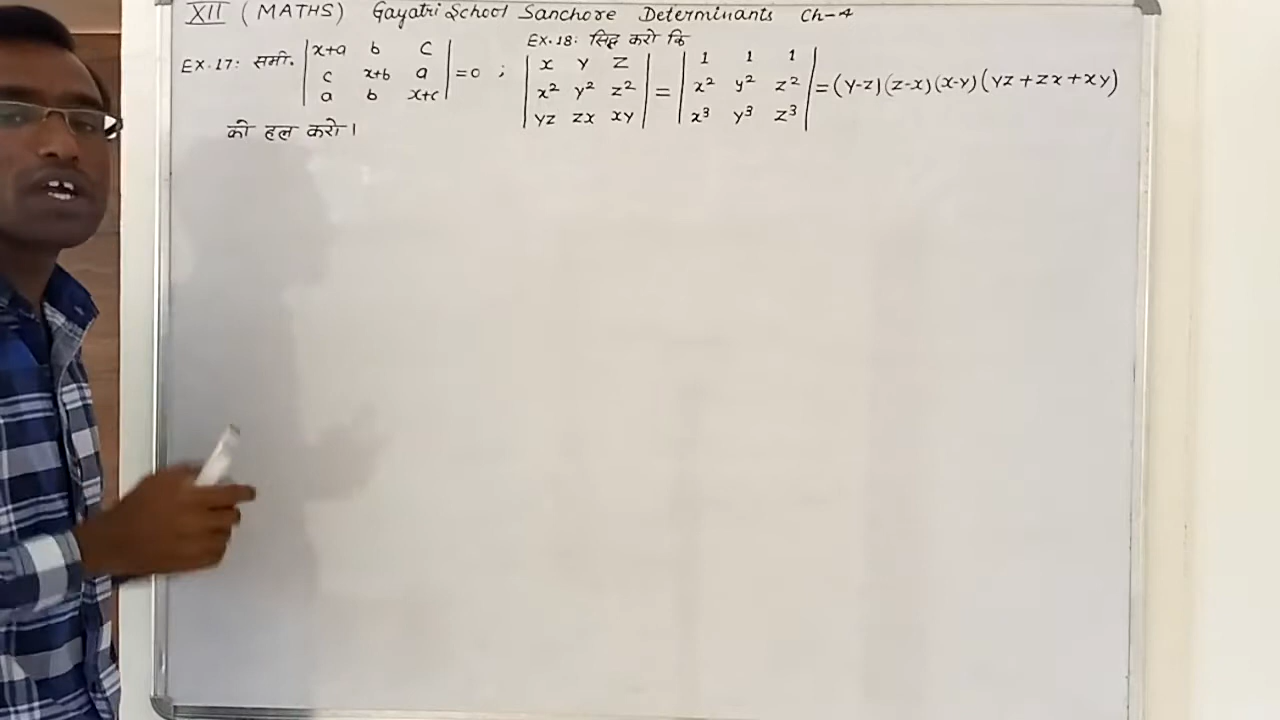 XII (MATHS) Gayatri School Sanchore Determinants Ch-4
EX.17: समी. |x+a b c| = 0 ;
|c x+b a|
|a b x+c|
को हल करो।
EX.18: सिद्ध करो कि
|x y z| = |1 1 1| = (y-z)(z-x)(x-y)(yz+zx+xy)
|x² y² z²| |x² y² z²|
|yz zx xy| |x³ y³ z³|